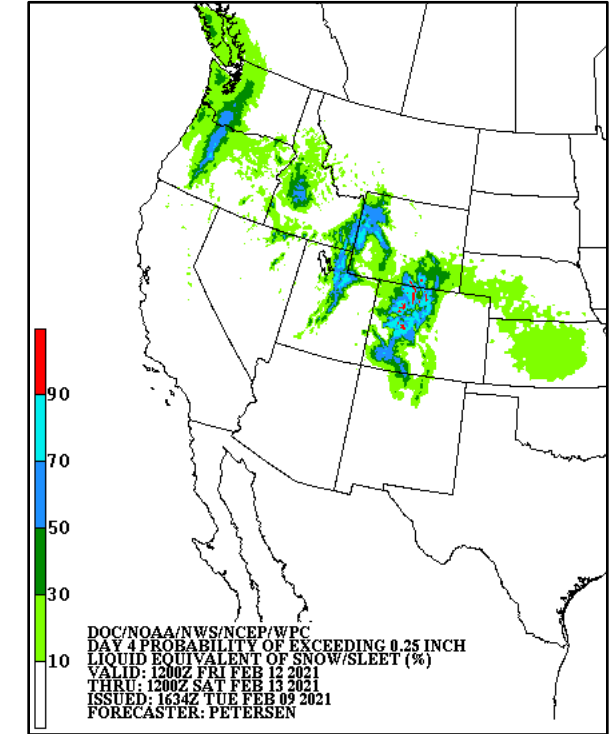 90
70
50
30
10
DOC/NOAA/NWS/NCEP/WPC
DAY 4 PROBABILITY OF EXCEEDING 0.25 INCH
LIQUID EQUIVALENT OF SNOW/SLEET (%)
VALID: 1200Z FRI FEB 12 2021
THRU: 1200Z SAT FEB 13 2021
ISSUED: 1634Z TUE FEB 09 2021
FORECASTER: PETERSEN